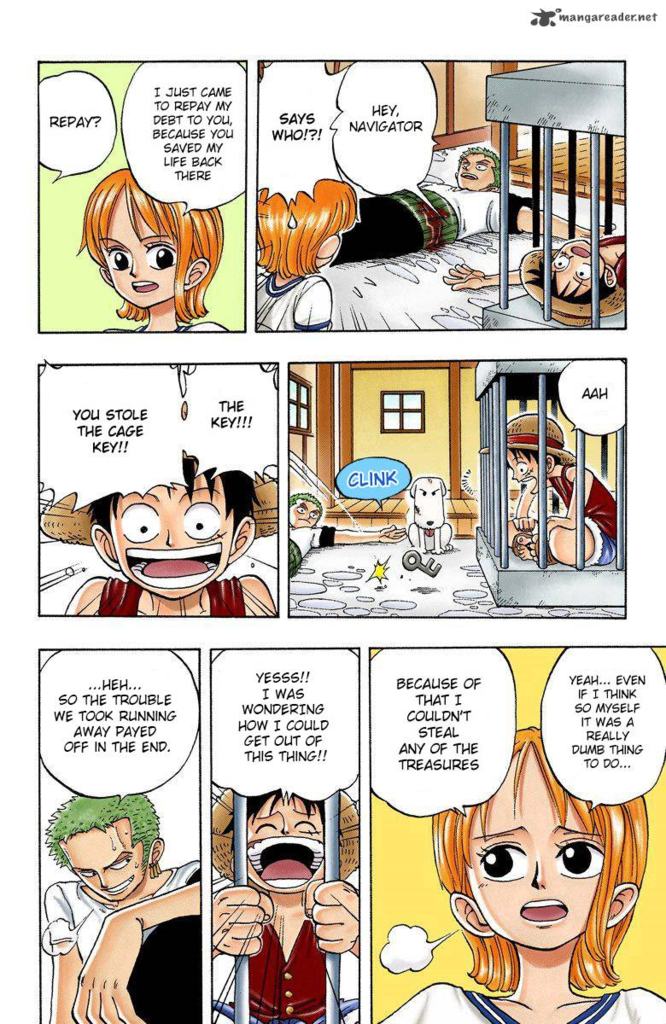 mangareader.net
HEY,
NAVIGATOR
SAYS
WHO!?!
I JUST CAME
TO REPAY MY
DEBT TO YOU,
BECAUSE YOU
SAVED MY
LIFE BACK
THERE
REPAY?
AAH
CLINK
THE
KEY!!!
YOU STOLE
THE CAGE
KEY!!
YEAH... EVEN
IF I THINK
SO MYSELF
IT WAS A
REALLY
DUMB THING
TO DO...
BECAUSE OF
THAT I
COULDN'T
STEAL
ANY OF THE
TREASURES
YESSS!!
I WAS
WONDERING
HOW I COULD
GET OUT OF
THIS THING!!
...HEH...
SO THE TROUBLE
WE TOOK RUNNING
AWAY PAYED
OFF IN THE END.